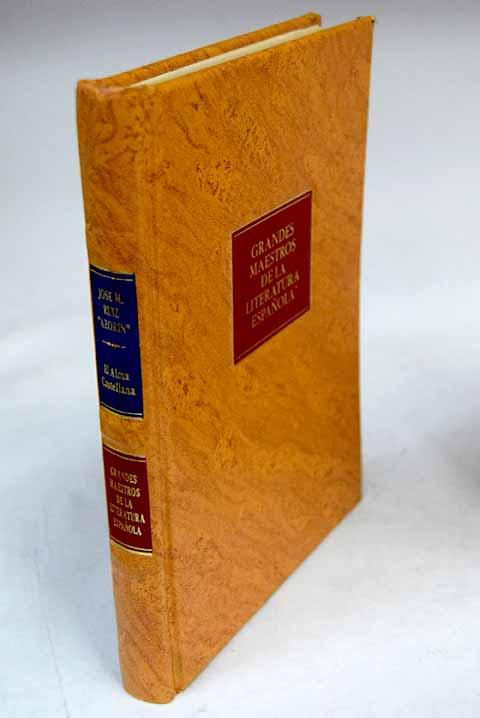 JOSE M.
RUIZ
"AZORIN"
El Alma
Castellana
GRANDES
MAESTROS
DE LA
LITERATURA
ESPAÑOLA
GRANDES
MAESTROS
DE LA
LITERATURA
ESPAÑOLA